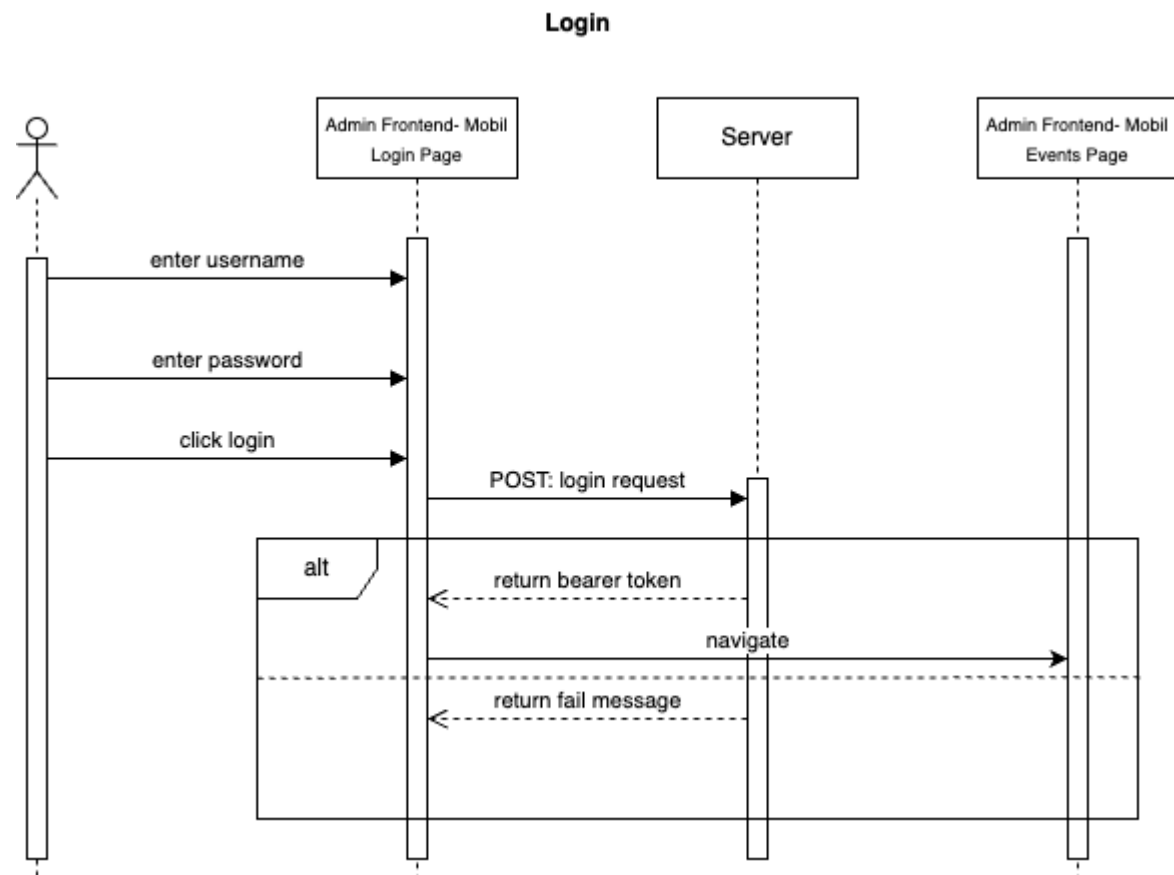 Login
Admin Frontend- Mobil
Login Page
Server
Admin Frontend- Mobil
Events Page
enter username
enter password
click login
POST: login request
alt
return bearer token
navigate
return fail message